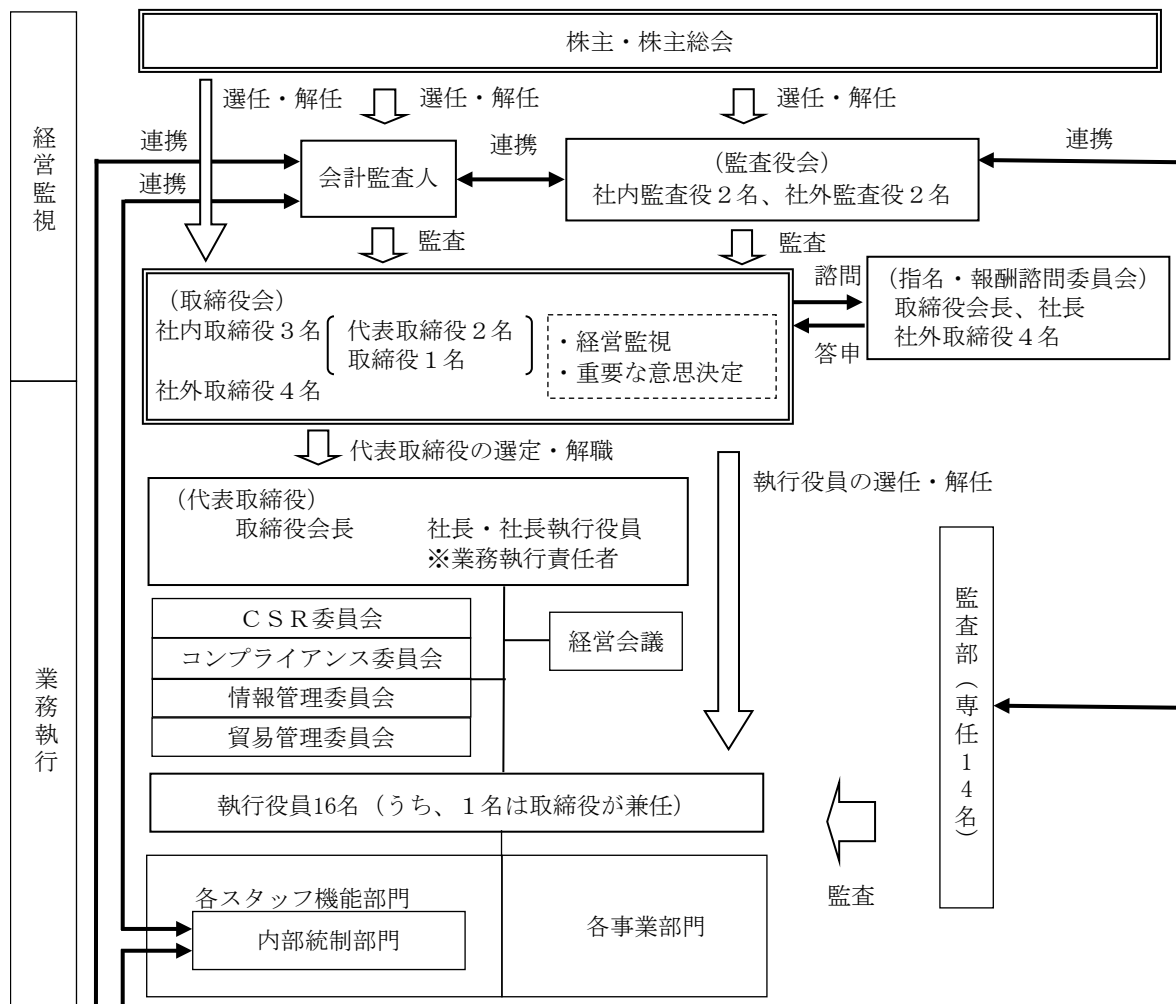 株主・株主総会
選任・解任
選任・解任
選任・解任
経営監視
連携
連携
連携
連携
会計監査人
(監査役会)
社内監査役2名、社外監査役2名
監査
監査
(取締役会)
社内取締役3名
代表取締役2名
取締役1名
社外取締役4名
・経営監視
・重要な意思決定
諮問
答申
(指名・報酬諮問委員会)
取締役会長、社長
社外取締役4名
業務執行
代表取締役の選定・解職
執行役員の選任・解任
(代表取締役)
取締役会長
社長・社長執行役員
※業務執行責任者
CSR委員会
コンプライアンス委員会
情報管理委員会
貿易管理委員会
経営会議
監査部(専任14名)
執行役員16名(うち、1名は取締役が兼任)
監査
各スタッフ機能部門
内部統制部門
各事業部門